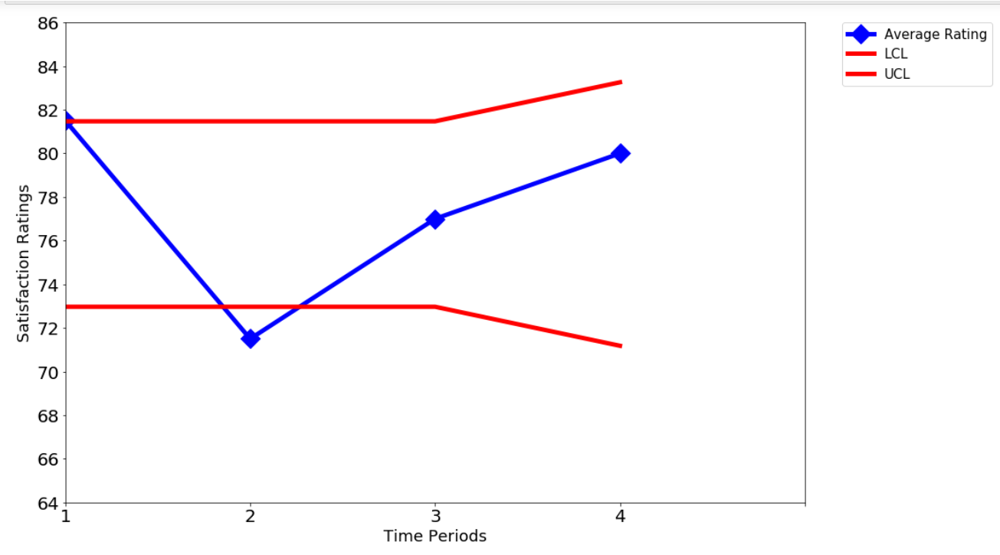 86
84
82
80
78
76
74
72
70
68
66
64
Satisfaction Ratings
1 2 3 4
Time Periods
Average Rating
LCL
UCL